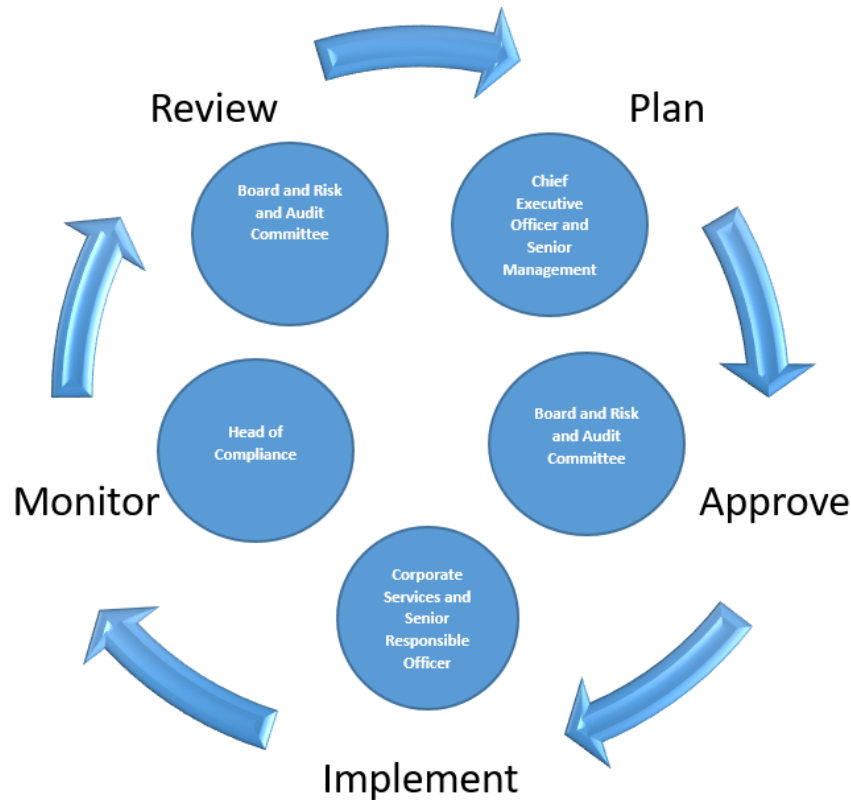 Review
Plan
Board and Risk
and Audit
Committee
Chief
Executive
Officer and
Senior
Management
Head of
Compliance
Board and Risk
and Audit
Committee
Monitor
Approve
Corporate
Services and
Senior
Responsible
Officer
Implement